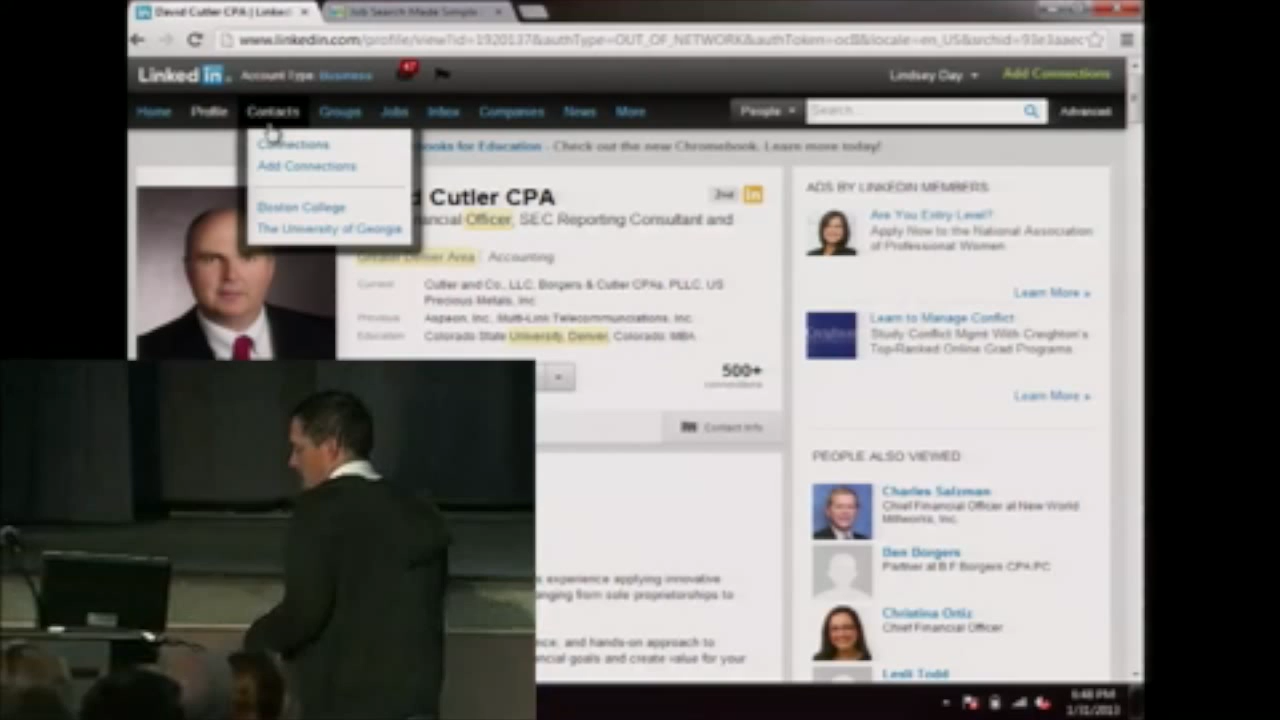 David Cutler CPA | Linked
Job Search Made Simple
www.linkedin.com/profile/view?id=1920137&authType=OUT_OF_NETWORK&authToken=oc8&locale=en_US&srchid=93e3aaec
Linked in. Account Type: Business 47
Lindsey Day Add Connections
Home Profile Contacts Groups Jobs Inbox Companies News More
People Search Advanced
Connections
Add Connections
Boston College
The University of Georgia
books for Education - Check out the new Chromebook. Learn more today!
d Cutler CPA 2nd in
nancial Officer, SEC Reporting Consultant and
Greater Denver Area Accounting
Current Cutler and Co., LLC, Borgers & Cutler CPAs, PLLC, US
Precious Metals, Inc
Previous Aspeon, Inc., Multi-Link Telecommunciations, Inc.
Education Colorado State University, Denver, Colorado: MBA
500+
connections
Contact Info
s experience applying innovative
anging from sole proprietorships to
ence, and hands-on approach to
ncial goals and create value for your
ADS BY LINKEDIN MEMBERS
Are You Entry Level?
Apply Now to the National Association
of Professional Women
Learn More »
Creighton
Learn to Manage Conflict
Study Conflict Mgmt With Creighton's
Top-Ranked Online Grad Programs.
Learn More »
PEOPLE ALSO VIEWED
Charles Salzman
Chief Financial Officer at New World
Millworks, Inc.
Ben Borgers
Partner at B F Borgers CPA PC
Christina Ortiz
Chief Financial Officer
Lesli Todd
6:48 PM
1/31/2013